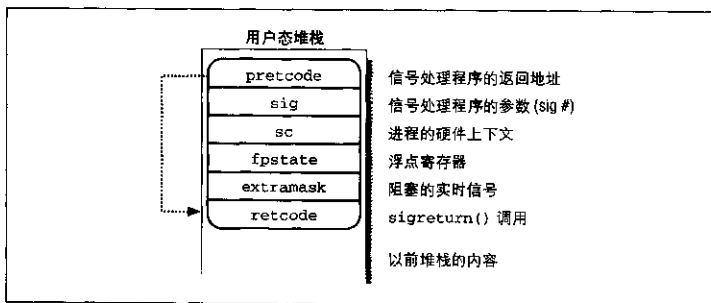 用户态堆栈
pretcode 信号处理程序的返回地址
sig 信号处理程序的参数 (sig #)
sc 进程的硬件上下文
fpstate 浮点寄存器
extramask 阻塞的实时信号
retcode sigreturn() 调用
以前堆栈的内容